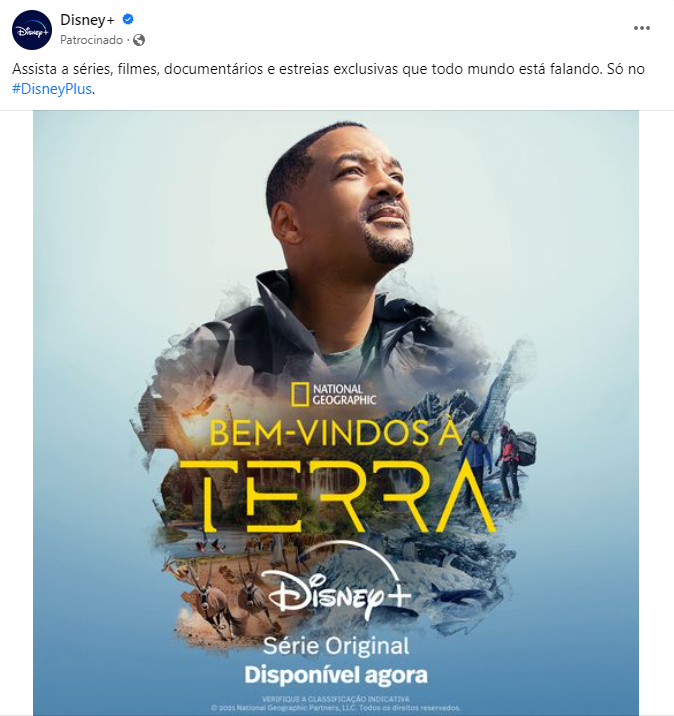 Disney+
Disney+
Patrocinado ·
Assista a séries, filmes, documentários e estreias exclusivas que todo mundo está falando. Só no
#DisneyPlus.
NATIONAL
GEOGRAPHIC
BEM-VINDOS À
TERRA
Disney+
Série Original
Disponível agora
VERIFIQUE A CLASSIFICAÇÃO INDICATIVA
© 2021 National Geographic Partners, LLC. Todos os direitos reservados.